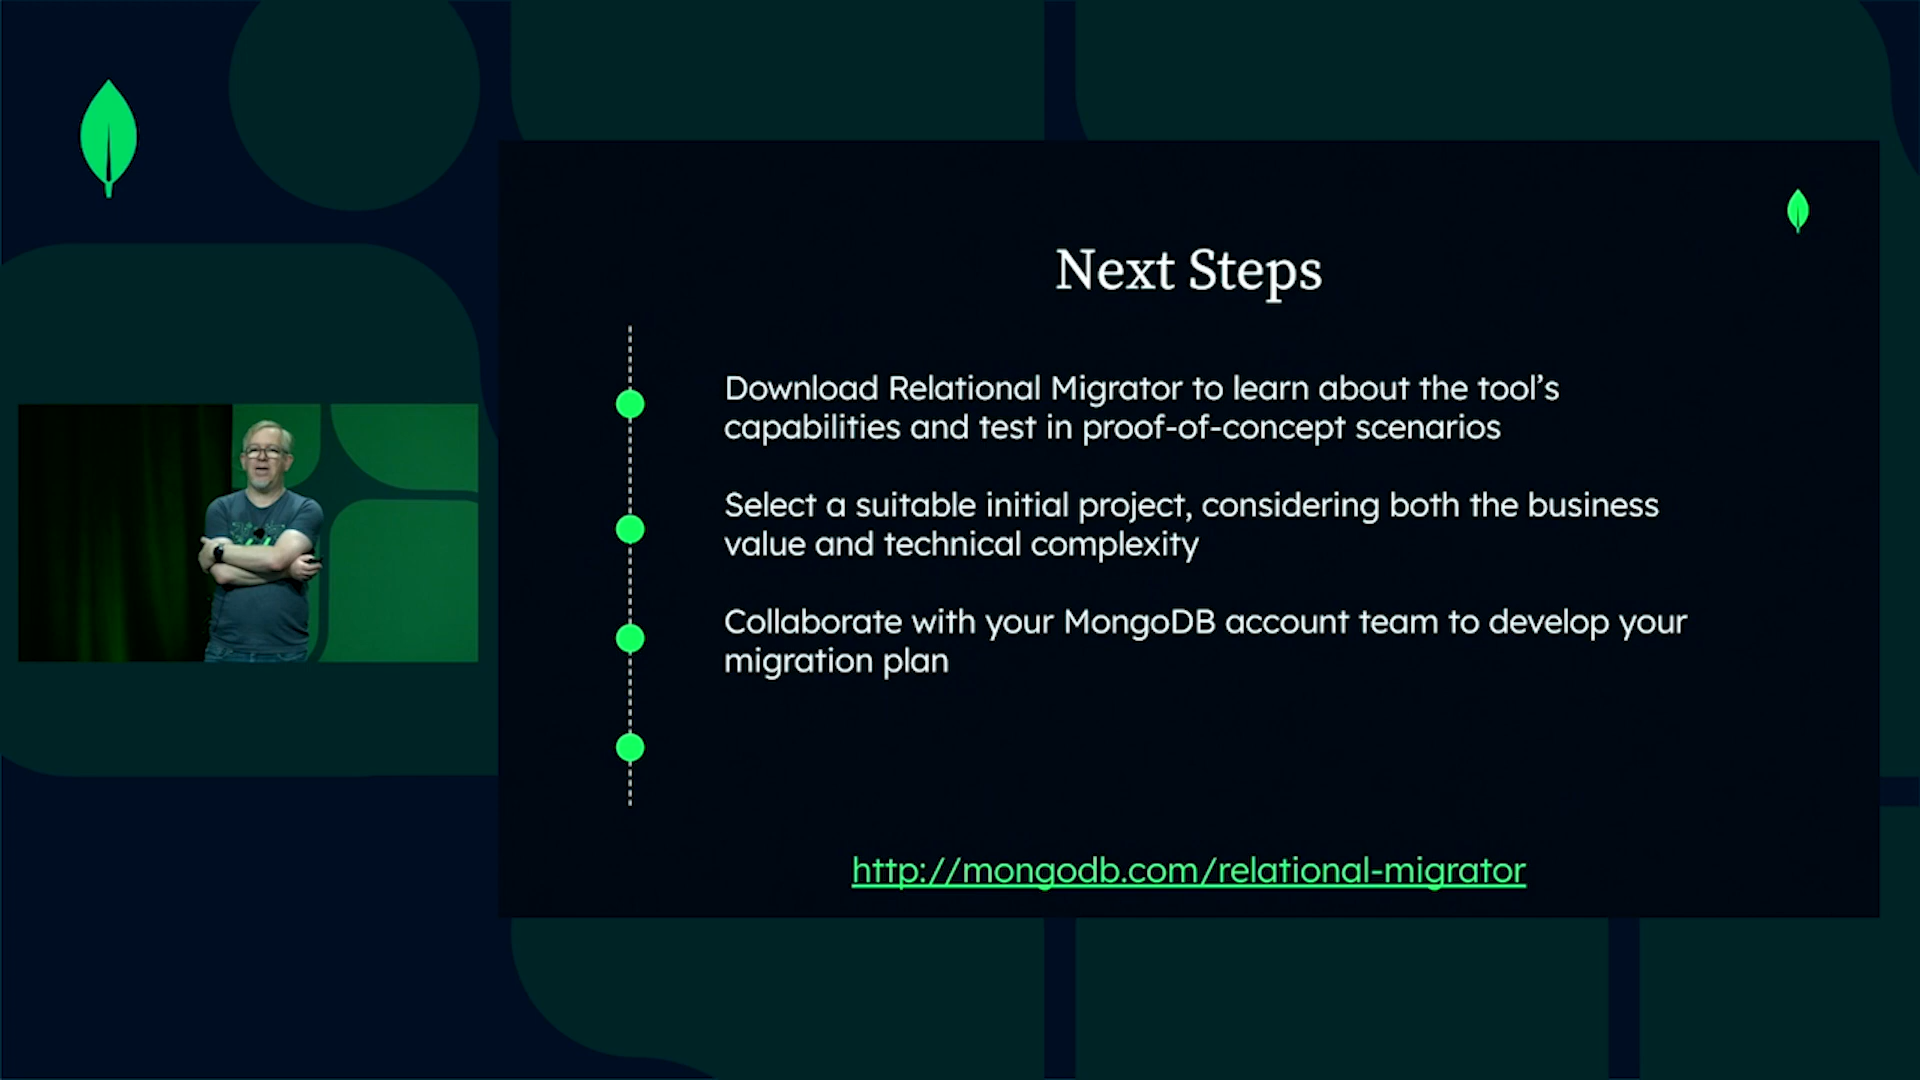 Next Steps
Download Relational Migrator to learn about the tool’s
capabilities and test in proof-of-concept scenarios
Select a suitable initial project, considering both the business
value and technical complexity
Collaborate with your MongoDB account team to develop your
migration plan
http://mongodb.com/relational-migrator